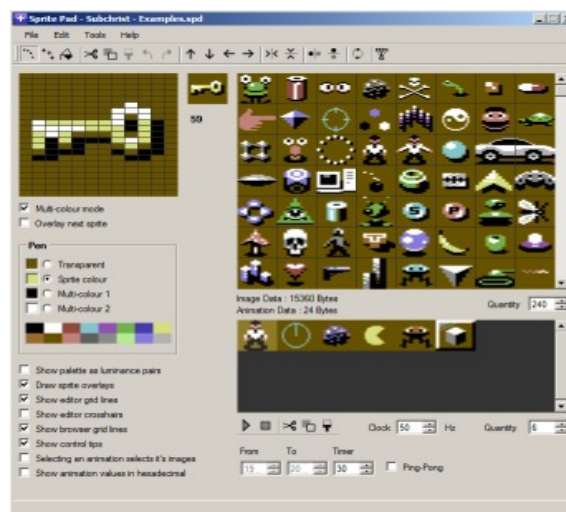 Sprite Pad - Subchrist - Examples.spd
File Edit Tools Help
59
Multi-colour mode
Overlay next sprite
Pen
Transparent
Sprite colour
Multi-colour 1
Multi-colour 2
Image Data : 15360 Bytes
Animation Data : 24 Bytes
Quantity 240
Show palette as luminance pairs
Draw sprite overlays
Show editor grid lines
Show editor crosshairs
Show browser grid lines
Show control tips
Selecting an animation selects it's images
Show animation values in hexadecimal
Clock 50 Hz Quantity 6
From To Timer
19 20 30 Ping-Pong